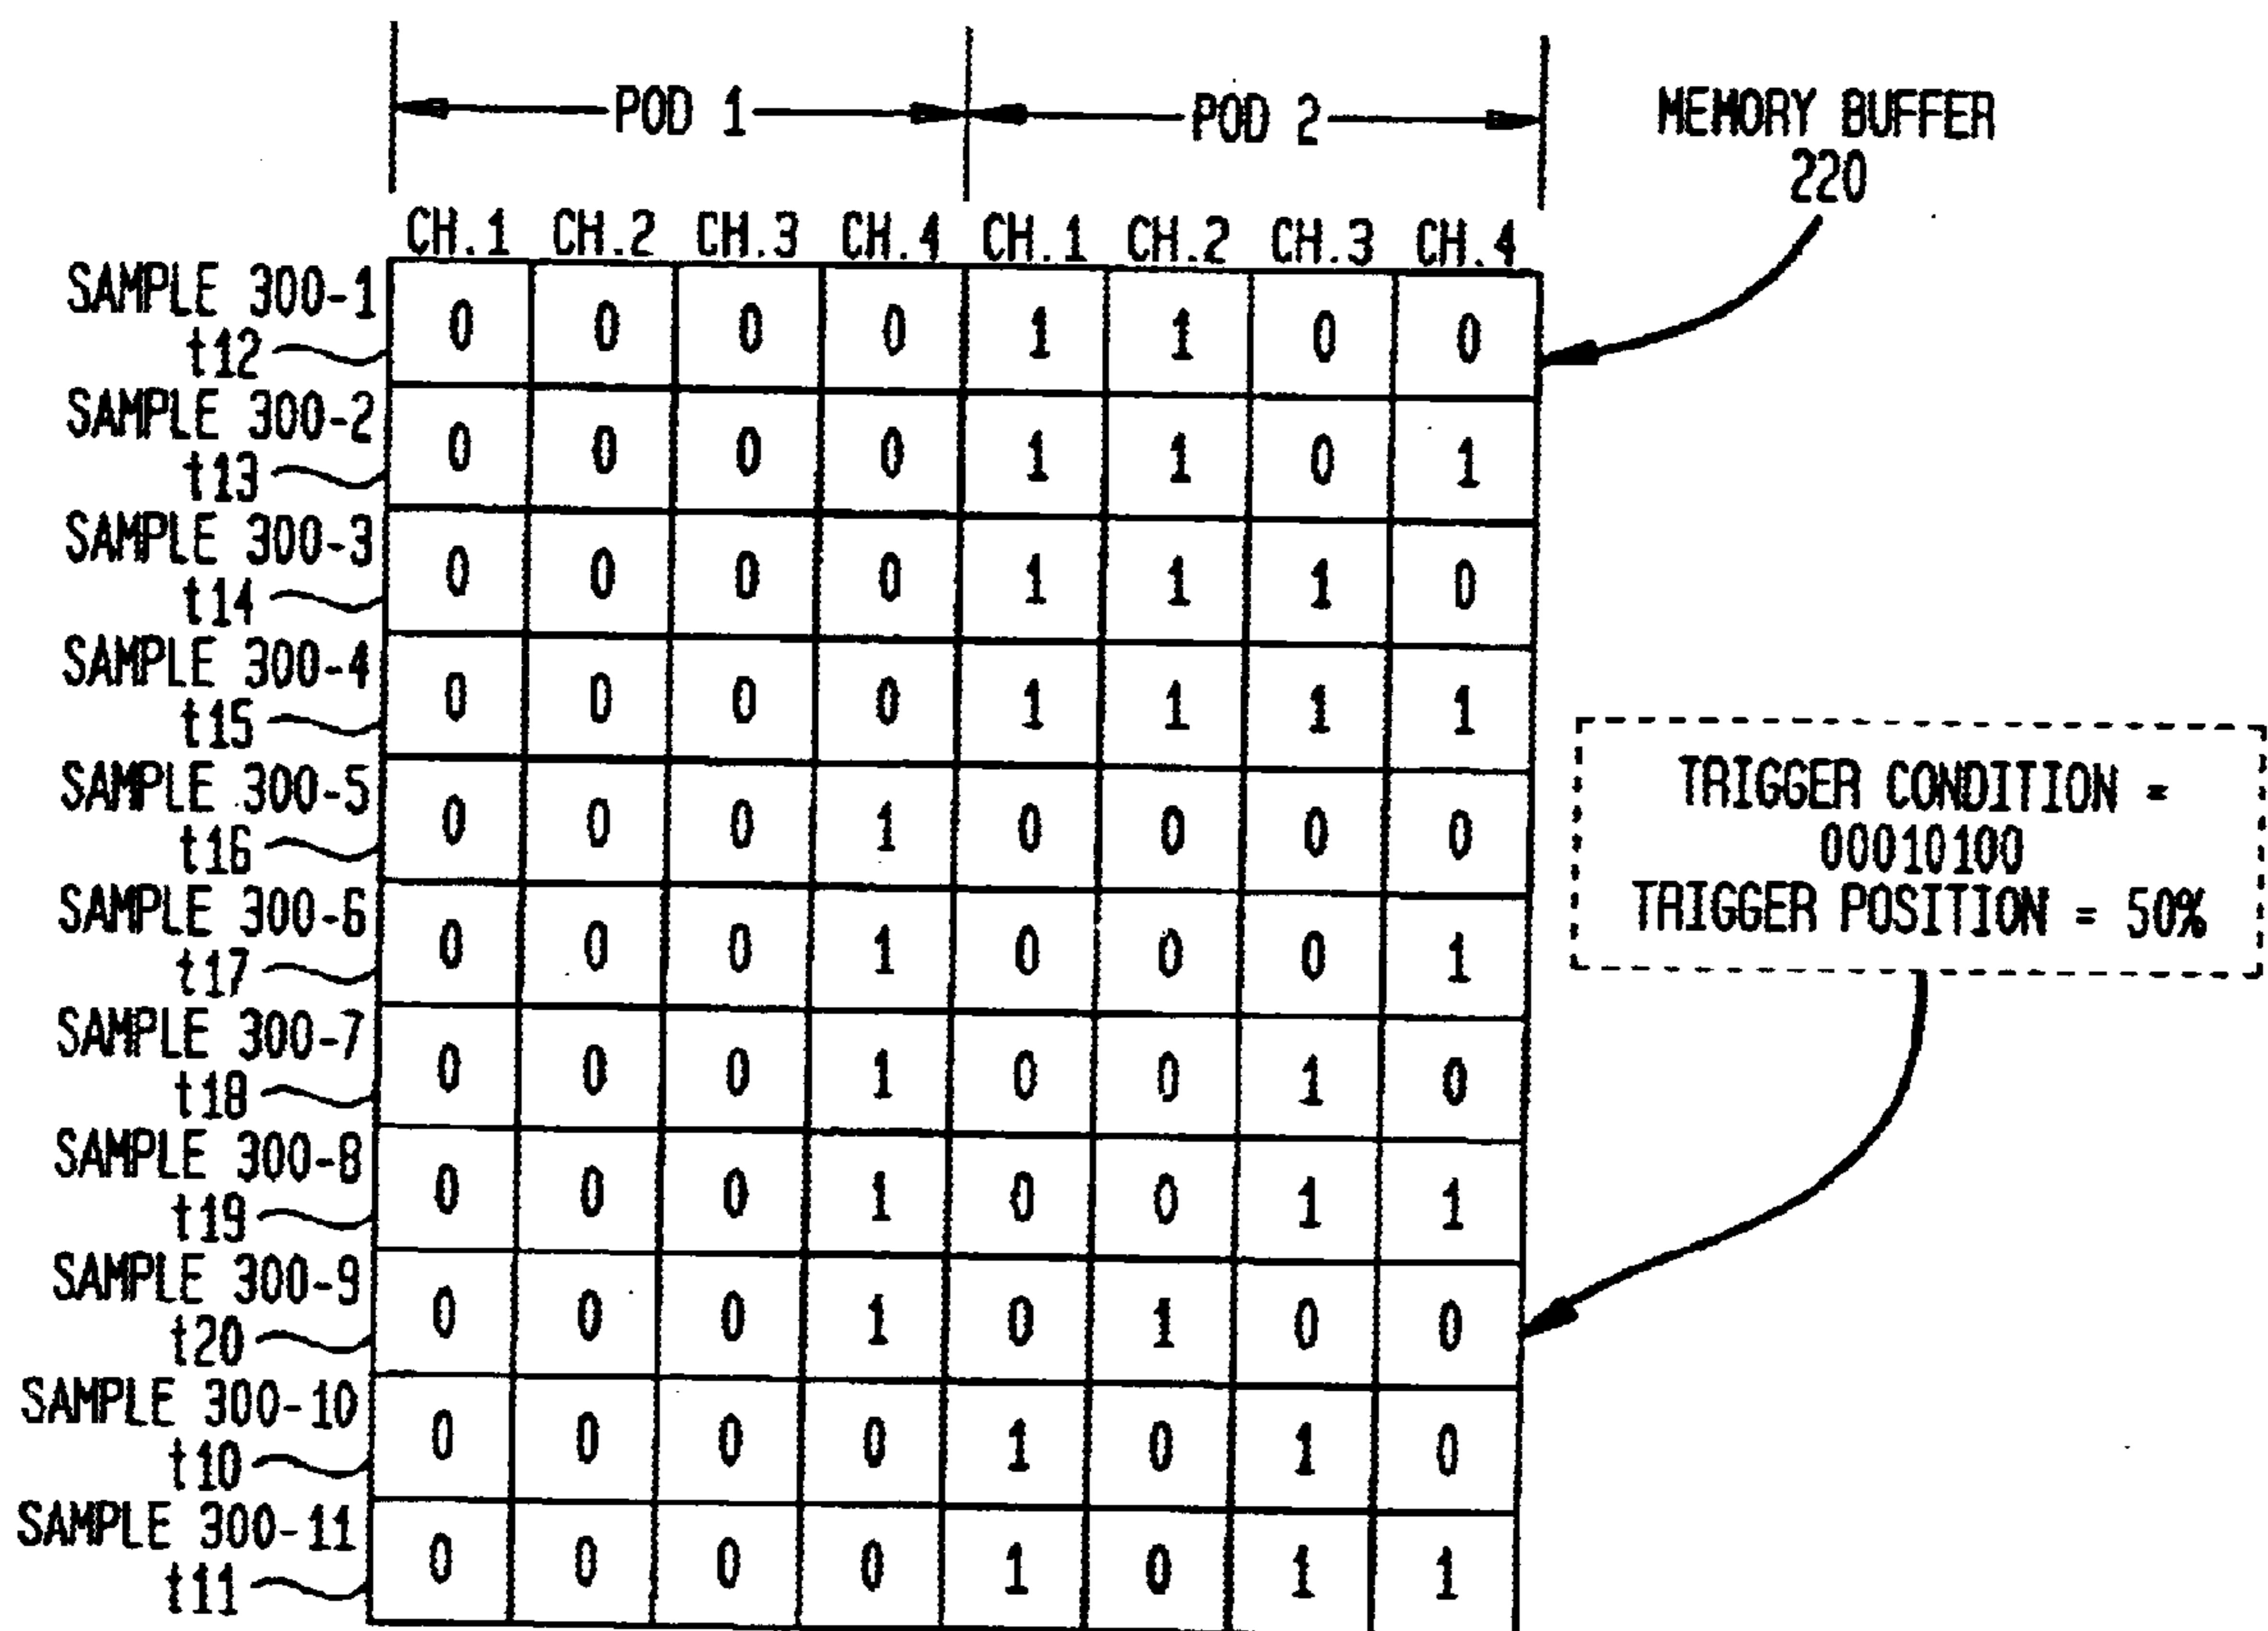 POD 1 POD 2
MEMORY BUFFER
220
CH.1 CH.2 CH.3 CH.4 CH.1 CH.2 CH.3 CH.4
SAMPLE 300-1
t12 0 0 0 0 1 1 0 0
SAMPLE 300-2
t13 0 0 0 0 1 1 0 1
SAMPLE 300-3
t14 0 0 0 0 1 1 1 0
SAMPLE 300-4
t15 0 0 0 0 1 1 1 1
SAMPLE 300-5
t16 0 0 0 1 0 0 0 0
SAMPLE 300-6
t17 0 0 0 1 0 0 0 1
SAMPLE 300-7
t18 0 0 0 1 0 0 1 0
SAMPLE 300-8
t19 0 0 0 1 0 0 1 1
SAMPLE 300-9
t20 0 0 0 1 0 1 0 0
SAMPLE 300-10
t10 0 0 0 0 1 0 1 0
SAMPLE 300-11
t11 0 0 0 0 1 0 1 1
TRIGGER CONDITION =
00010100
TRIGGER POSITION = 50%